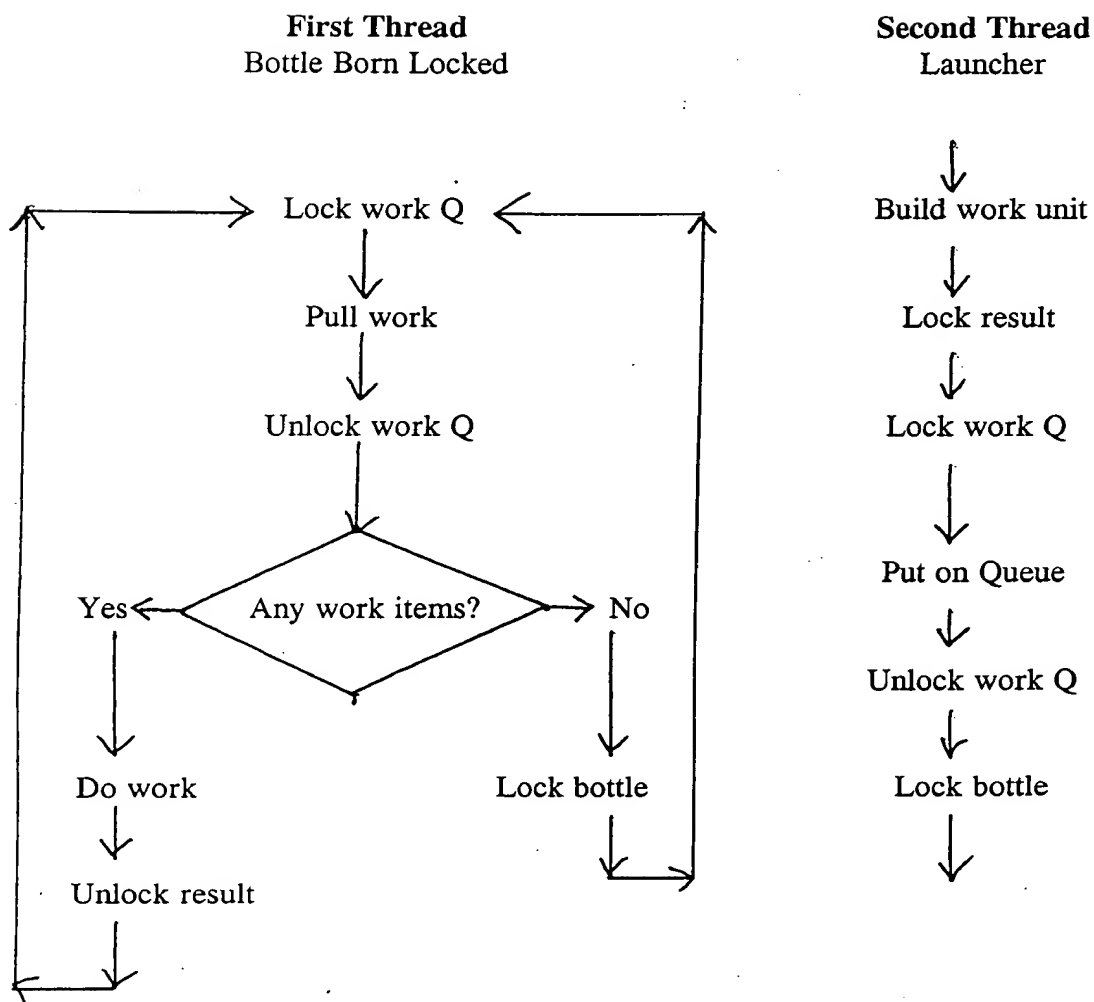 First Thread
Bottle Born Locked
Second Thread
Launcher
Lock work Q
Pull work
Unlock work Q
Any work items?
Yes
No
Do work
Lock bottle
Unlock result
Build work unit
Lock result
Lock work Q
Put on Queue
Unlock work Q
Lock bottle